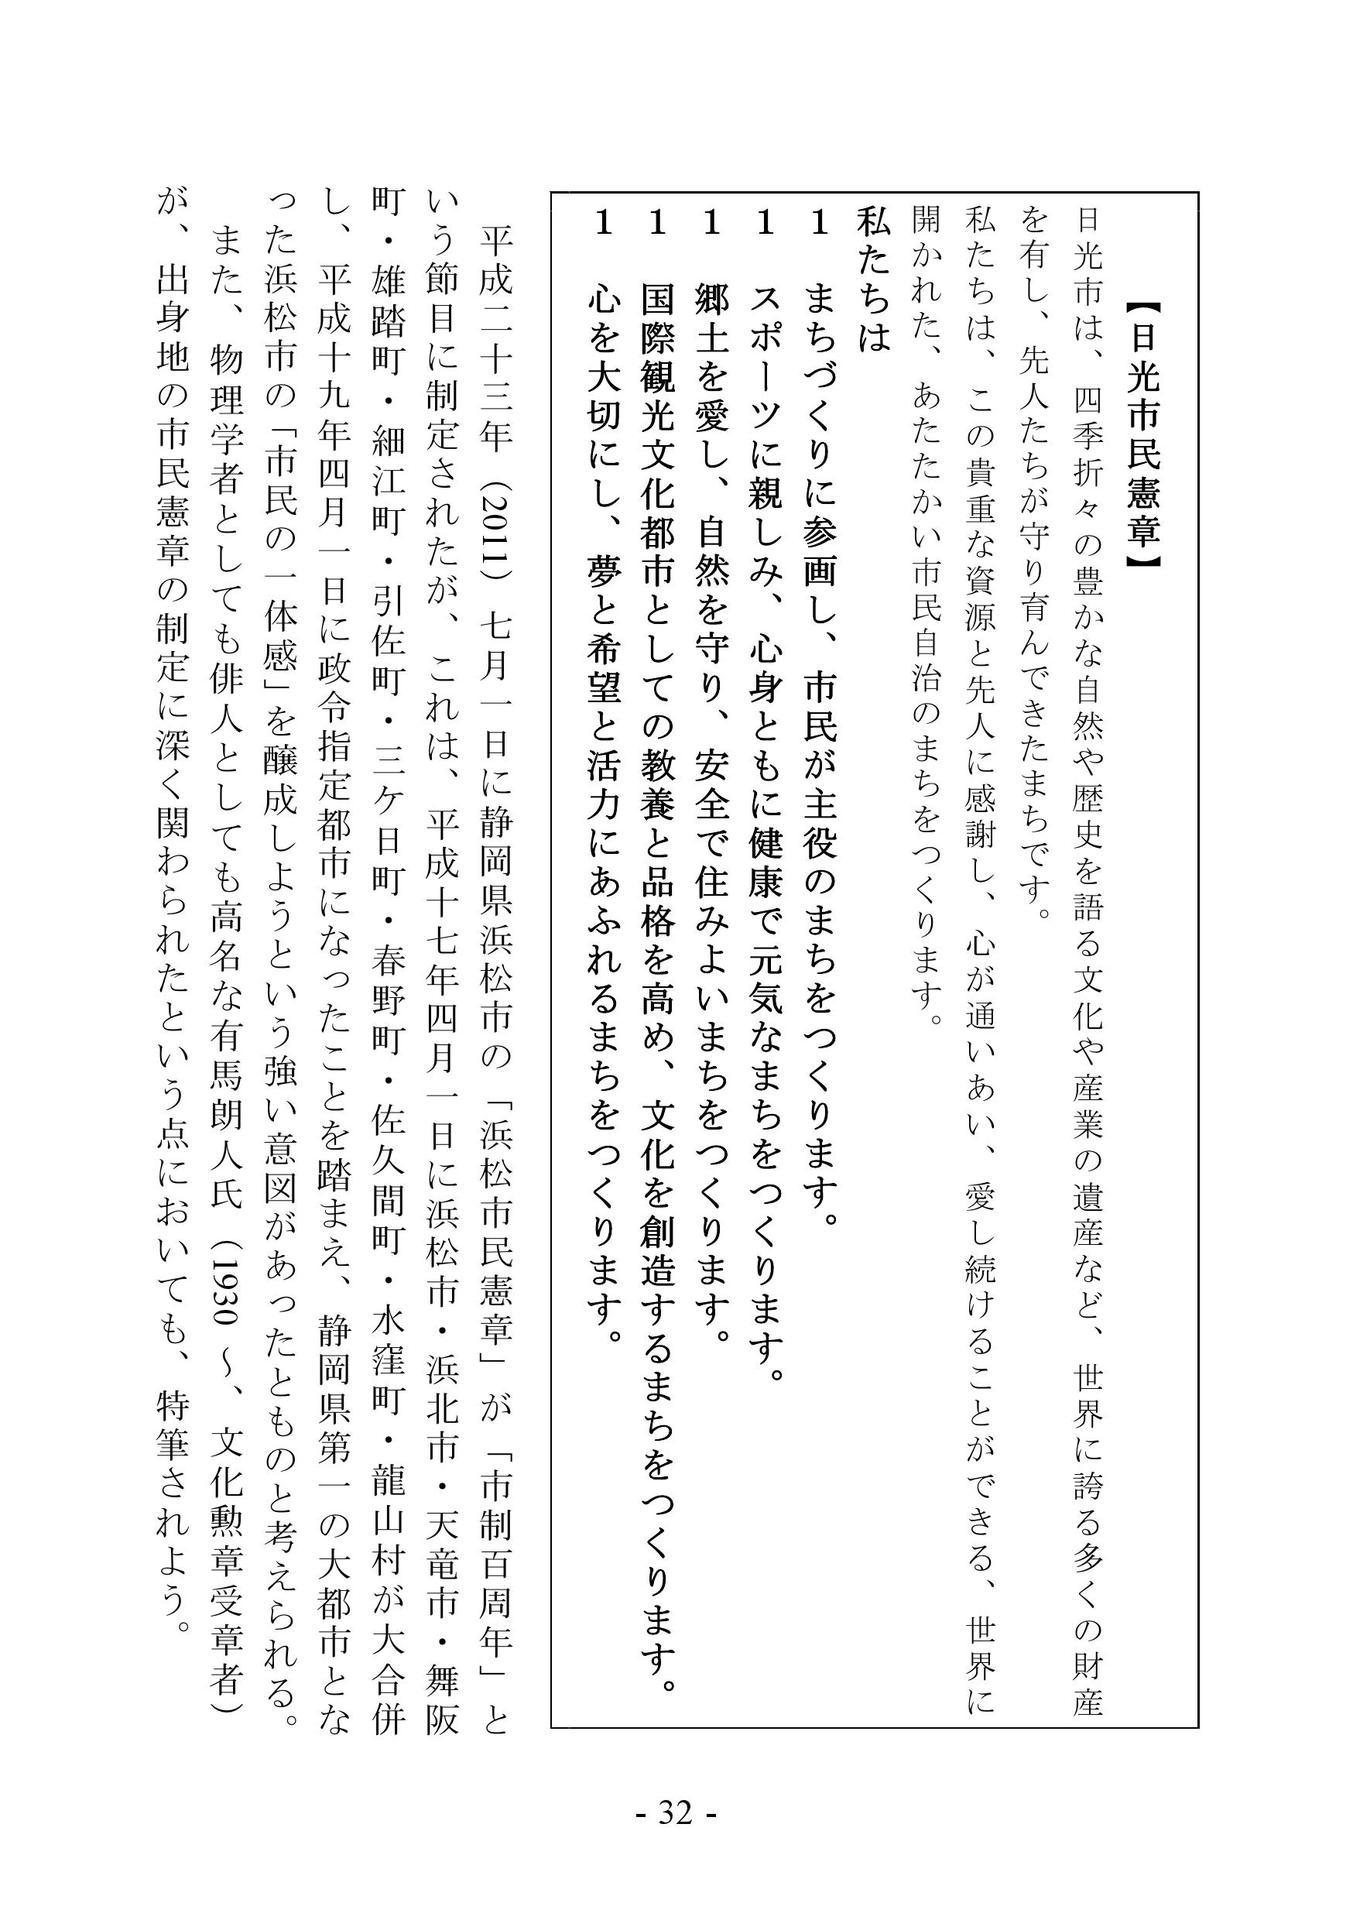 【日光市民憲章】
日光市は、四季折々の豊かな自然や歴史を語る文化や産業の遺産など、世界に誇る多くの財産
を有し、先人たちが守り育んできたまちです。
私たちは、この貴重な資源と先人に感謝し、心が通いあい、愛し続けることができる、世界に
開かれた、あたたかい市民自治のまちをつくります。
私たちは
1　まちづくりに参画し、市民が主役のまちをつくります。
1　スポーツに親しみ、心身ともに健康で元気なまちをつくります。
1　郷土を愛し、自然を守り、安全で住みよいまちをつくります。
1　国際観光文化都市としての教養と品格を高め、文化を創造するまちをつくります。
1　心を大切にし、夢と希望と活力にあふれるまちをつくります。
平成二十三年（2011）七月一日に静岡県浜松市の「浜松市民憲章」が「市制百周年」と
いう節目に制定されたが、これは、平成十七年四月一日に浜松市・浜北市・天竜市・舞阪
町・雄踏町・細江町・引佐町・三ケ日町・春野町・佐久間町・水窪町・龍山村が大合併
し、平成十九年四月一日に政令指定都市になったことを踏まえ、静岡県第一の大都市とな
った浜松市の「市民の一体感」を醸成しようという強い意図があったとものと考えられる。
また、物理学者としても俳人としても高名な有馬朗人氏（1930 ～、文化勲章受章者）
が、出身地の市民憲章の制定に深く関わられたという点においても、特筆されよう。
- 32 -